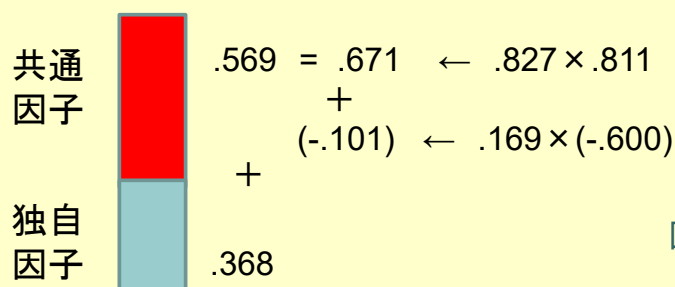 共通
因子
.569 = .671 ← .827×.811
+
(-.101) ← .169×(-.600)
+
独自
因子
.368